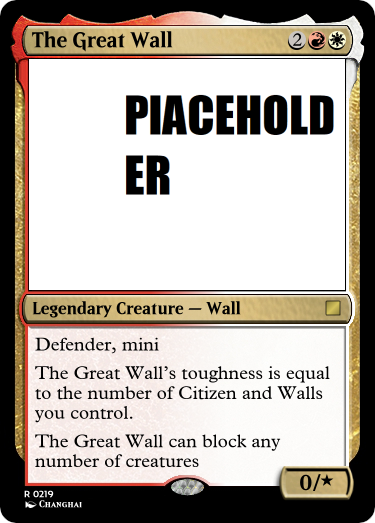 The Great Wall 2
PIACEHOLD
ER
Legendary Creature — Wall
Defender, mini
The Great Wall's toughness is equal
to the number of Citizen and Walls
you control.
The Great Wall can block any
number of creatures
0/★
R 0219
CHANGHAI